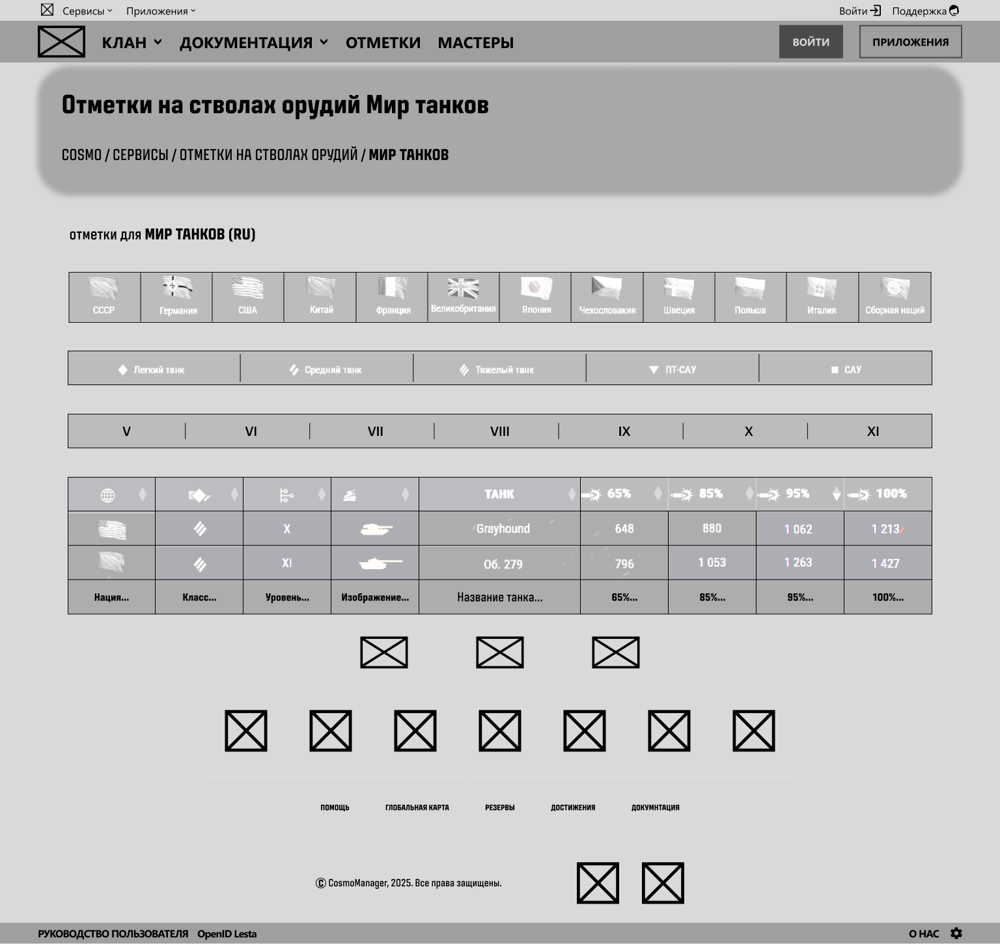 Сервисы Приложения Войти Поддержка
КЛАН ДОКУМЕНТАЦИЯ ОТМЕТКИ МАСТЕРЫ ВОЙТИ ПРИЛОЖЕНИЯ
Отметки на стволах орудий Мир танков
COSMO / СЕРВИСЫ / ОТМЕТКИ НА СТВОЛАХ ОРУДИЙ / МИР ТАНКОВ
отметки для МИР ТАНКОВ (RU)
СССР Германия США Китай Франция Великобритания Япония Чехословакия Швеция Польша Италия Сборная наций
Легкий танк Средний танк Тяжелый танк ПТ-САУ САУ
V VI VII VIII IX X XI
ТАНК 65% 85% 95% 100%
X Grayhound 648 880 1 062 1 213
XI Об. 279 796 1 053 1 263 1 427
Нация... Класс... Уровень... Изображение... Название танка... 65%... 85%... 95%... 100%...
ПОМОЩЬ ГЛОБАЛЬНАЯ КАРТА РЕЗЕРВЫ ДОСТИЖЕНИЯ ДОКУМНТАЦИЯ
© CosmoManager, 2025. Все права защищены.
РУКОВОДСТВО ПОЛЬЗОВАТЕЛЯ OpenID Lesta О НАС